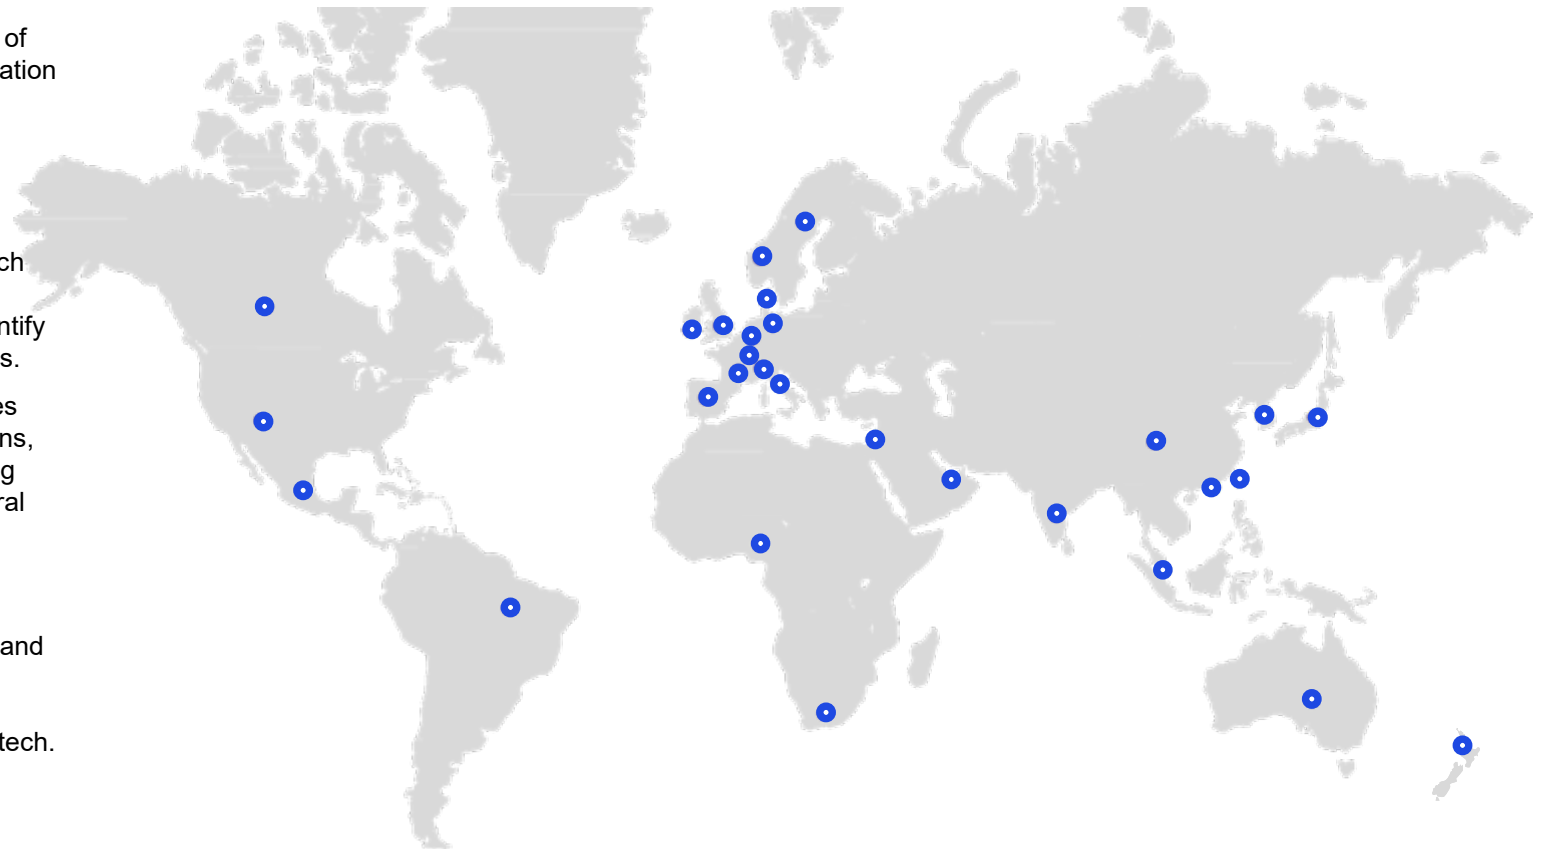 of
ation
ch
ntify
s.
es
ns,
g
ral
and
tech.